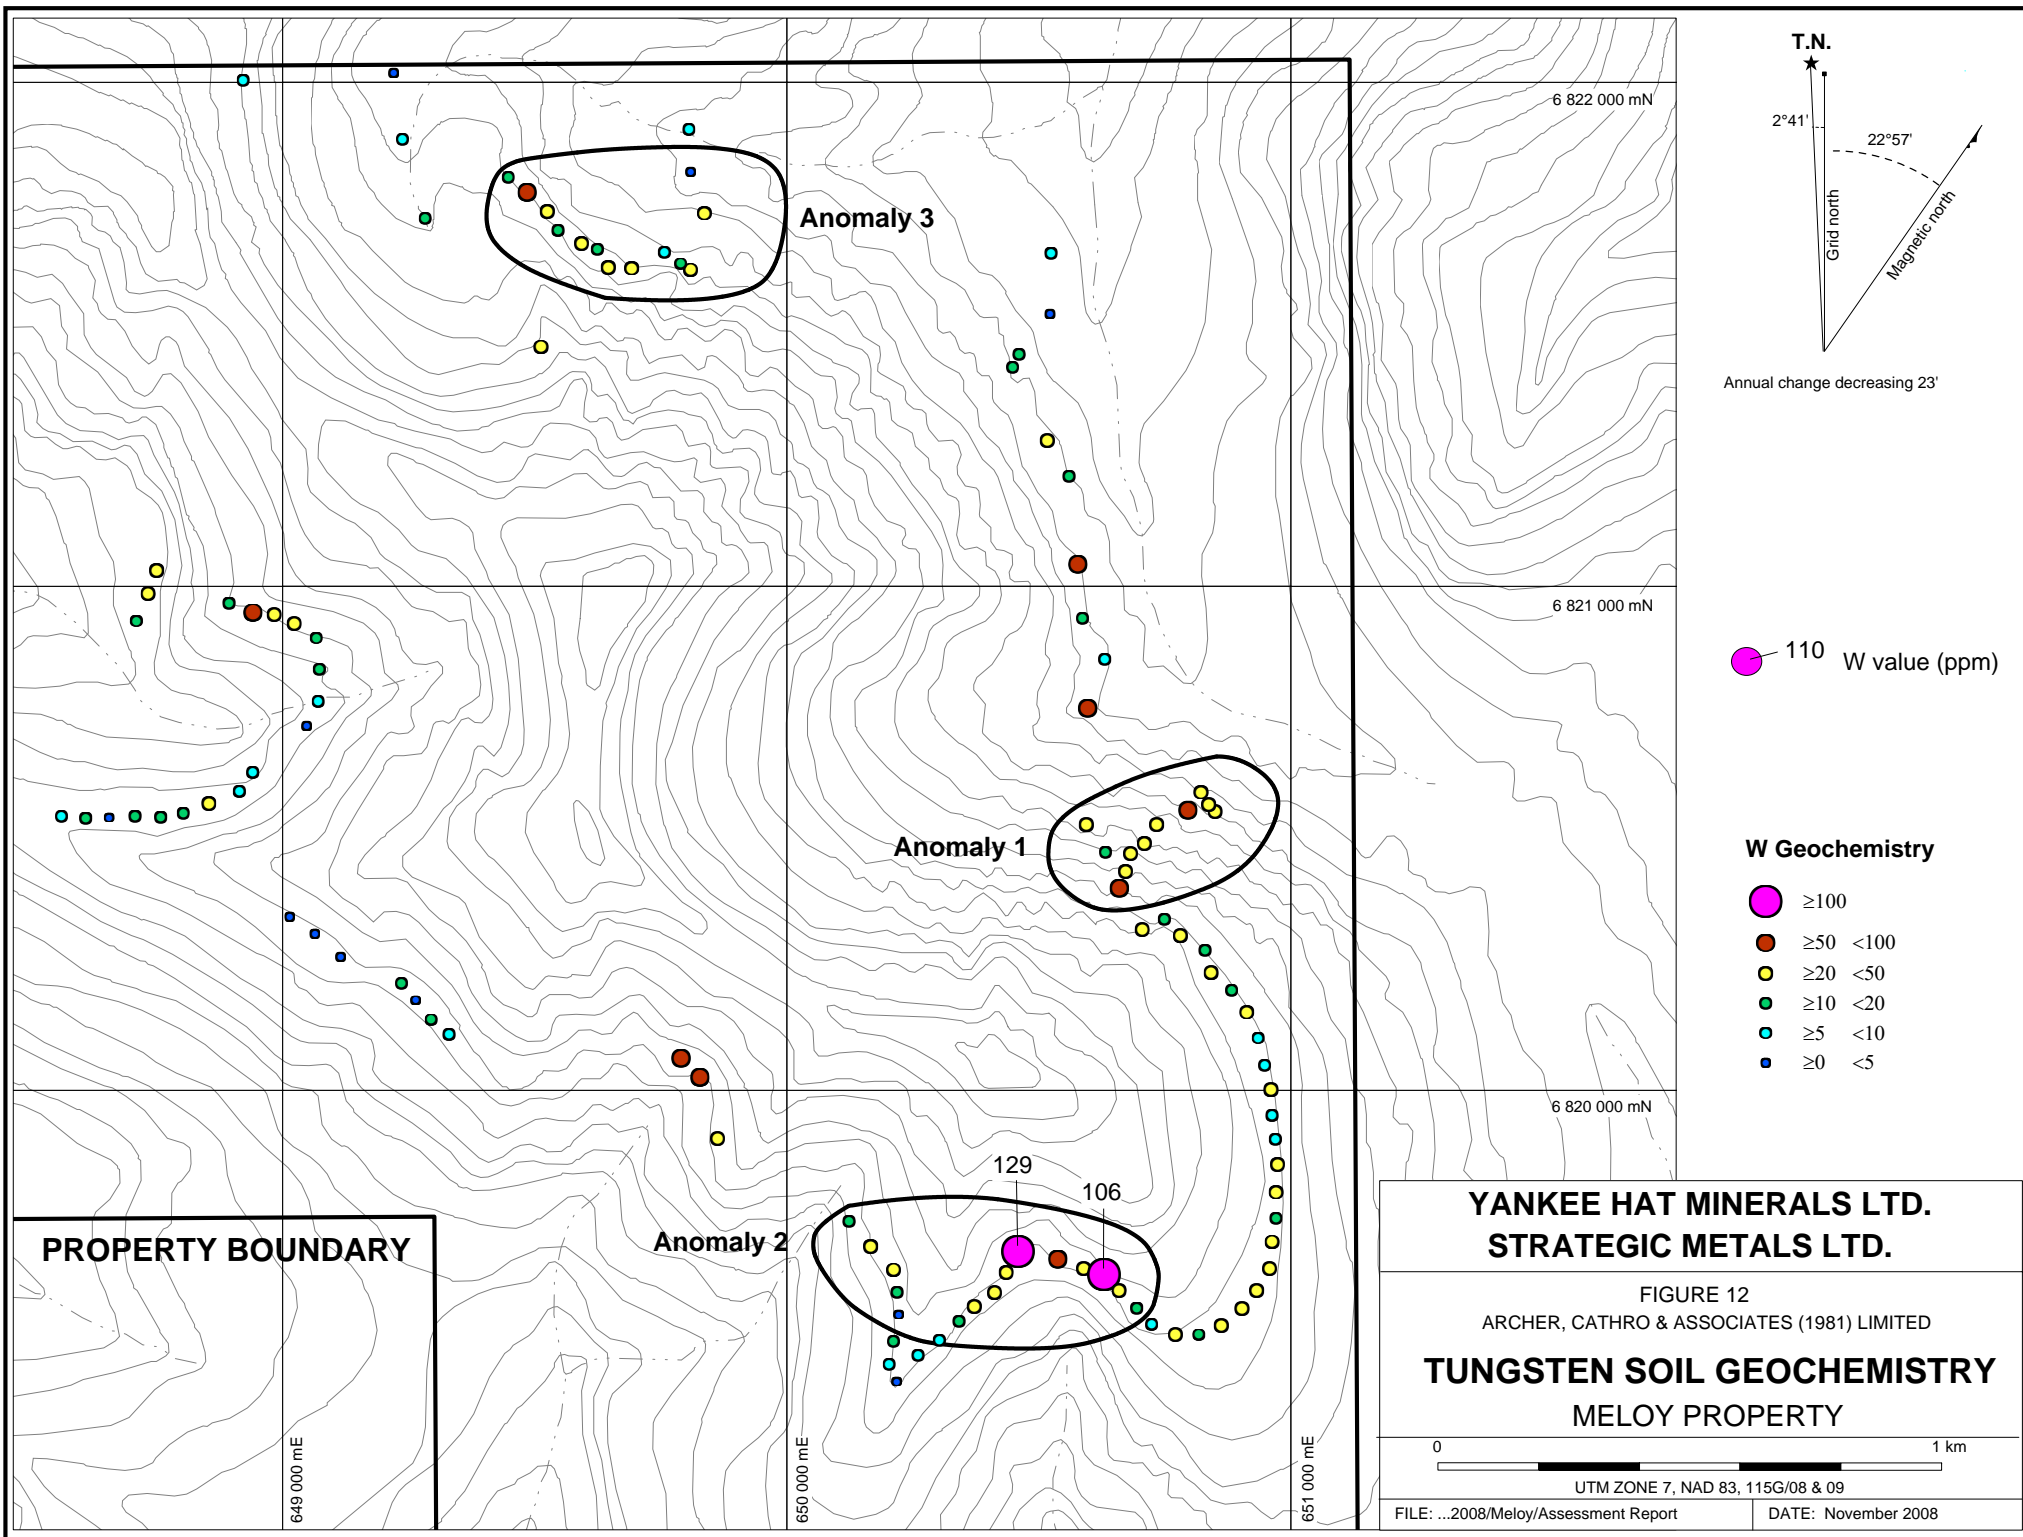 T.N.
6 822 000 mN
2°41'
22°57'
Grid north
Magnetic north
Anomaly 3
Annual change decreasing 23'
6 821 000 mN
110
W value (ppm)
Anomaly 1
W Geochemistry
≥100
≥50 <100
≥20 <50
≥10 <20
≥5 <10
≥0 <5
6 820 000 mN
129
106
Anomaly 2
PROPERTY BOUNDARY
649 000 mE
650 000 mE
651 000 mE
YANKEE HAT MINERALS LTD.
STRATEGIC METALS LTD.
FIGURE 12
ARCHER, CATHRO & ASSOCIATES (1981) LIMITED
TUNGSTEN SOIL GEOCHEMISTRY
MELOY PROPERTY
0 1 km
UTM ZONE 7, NAD 83, 115G/08 & 09
FILE: ...2008/Meloy/Assessment Report
DATE: November 2008